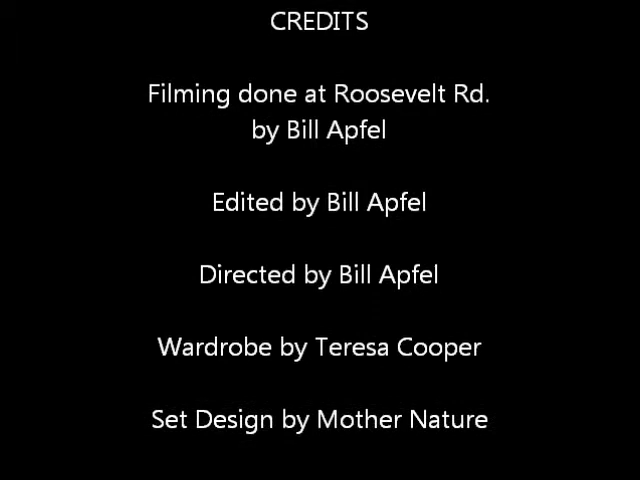 CREDITS
Filming done at Roosevelt Rd.
by Bill Apfel
Edited by Bill Apfel
Directed by Bill Apfel
Wardrobe by Teresa Cooper
Set Design by Mother Nature